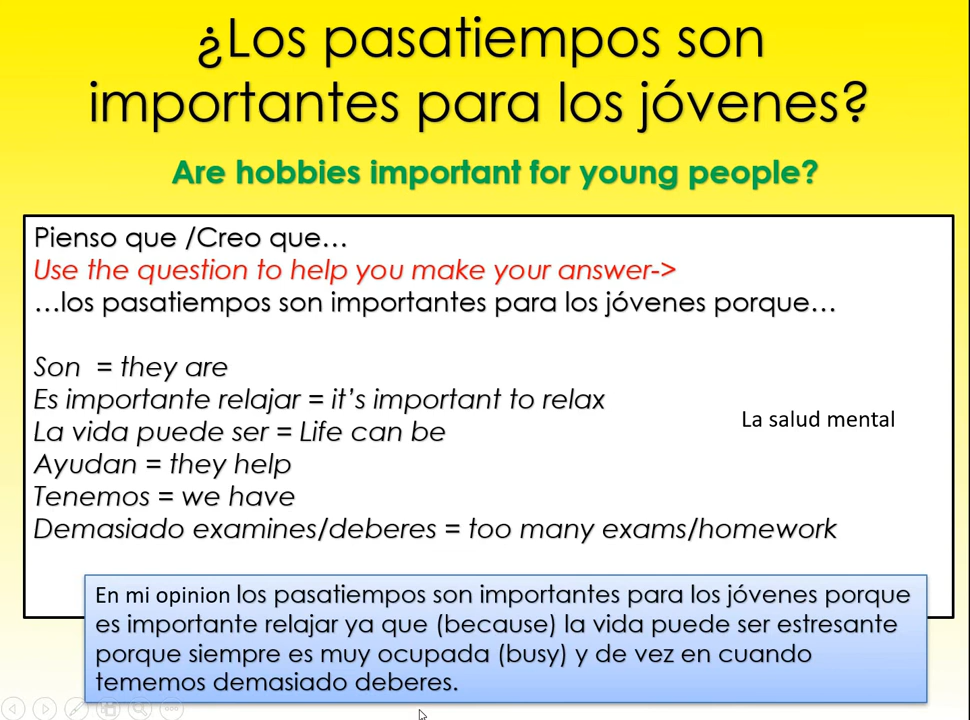 ¿Los pasatiempos son
importantes para los jóvenes?
Are hobbies important for young people?
Pienso que /Creo que…
Use the question to help you make your answer->
…los pasatiempos son importantes para los jóvenes porque…
Son  = they are
Es importante relajar = it’s important to relax
La vida puede ser = Life can be
Ayudan = they help
Tenemos = we have
Demasiado examines/deberes = too many exams/homework
La salud mental
En mi opinion los pasatiempos son importantes para los jóvenes porque
es importante relajar ya que (because) la vida puede ser estresante
porque siempre es muy ocupada (busy) y de vez en cuando
tememos demasiado deberes.